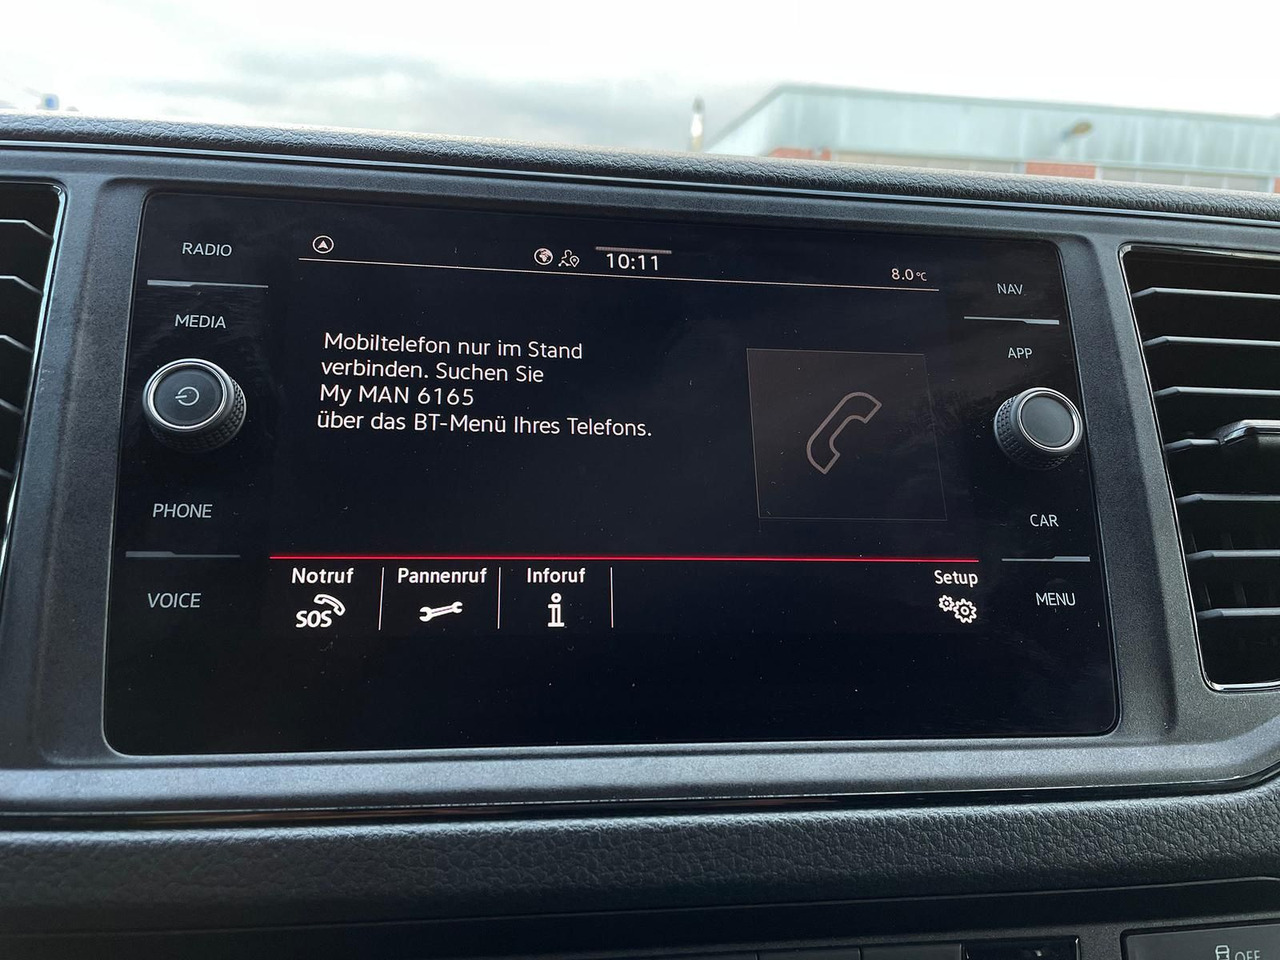 RADIO
MEDIA
PHONE
VOICE
10:11
8.0°C
Mobiltelefon nur im Stand
verbinden. Suchen Sie
My MAN 6165
über das BT-Menü Ihres Telefons.
Notruf
SOS
Pannenruf
Inforuf
Setup
NAV
APP
CAR
MENU
OFF